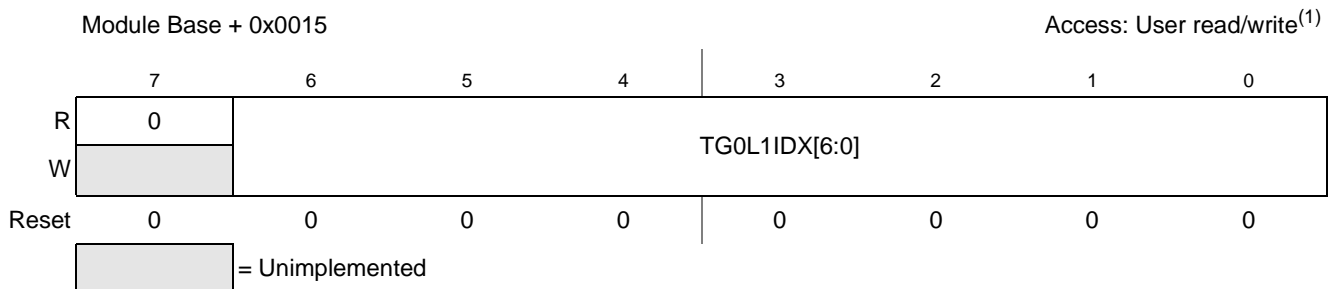 Module Base + 0x0015 Access: User read/write(1)
7 6 5 4 3 2 1 0
R 0 TG0L1IDX[6:0]
W
Reset 0 0 0 0 0 0 0 0
= Unimplemented